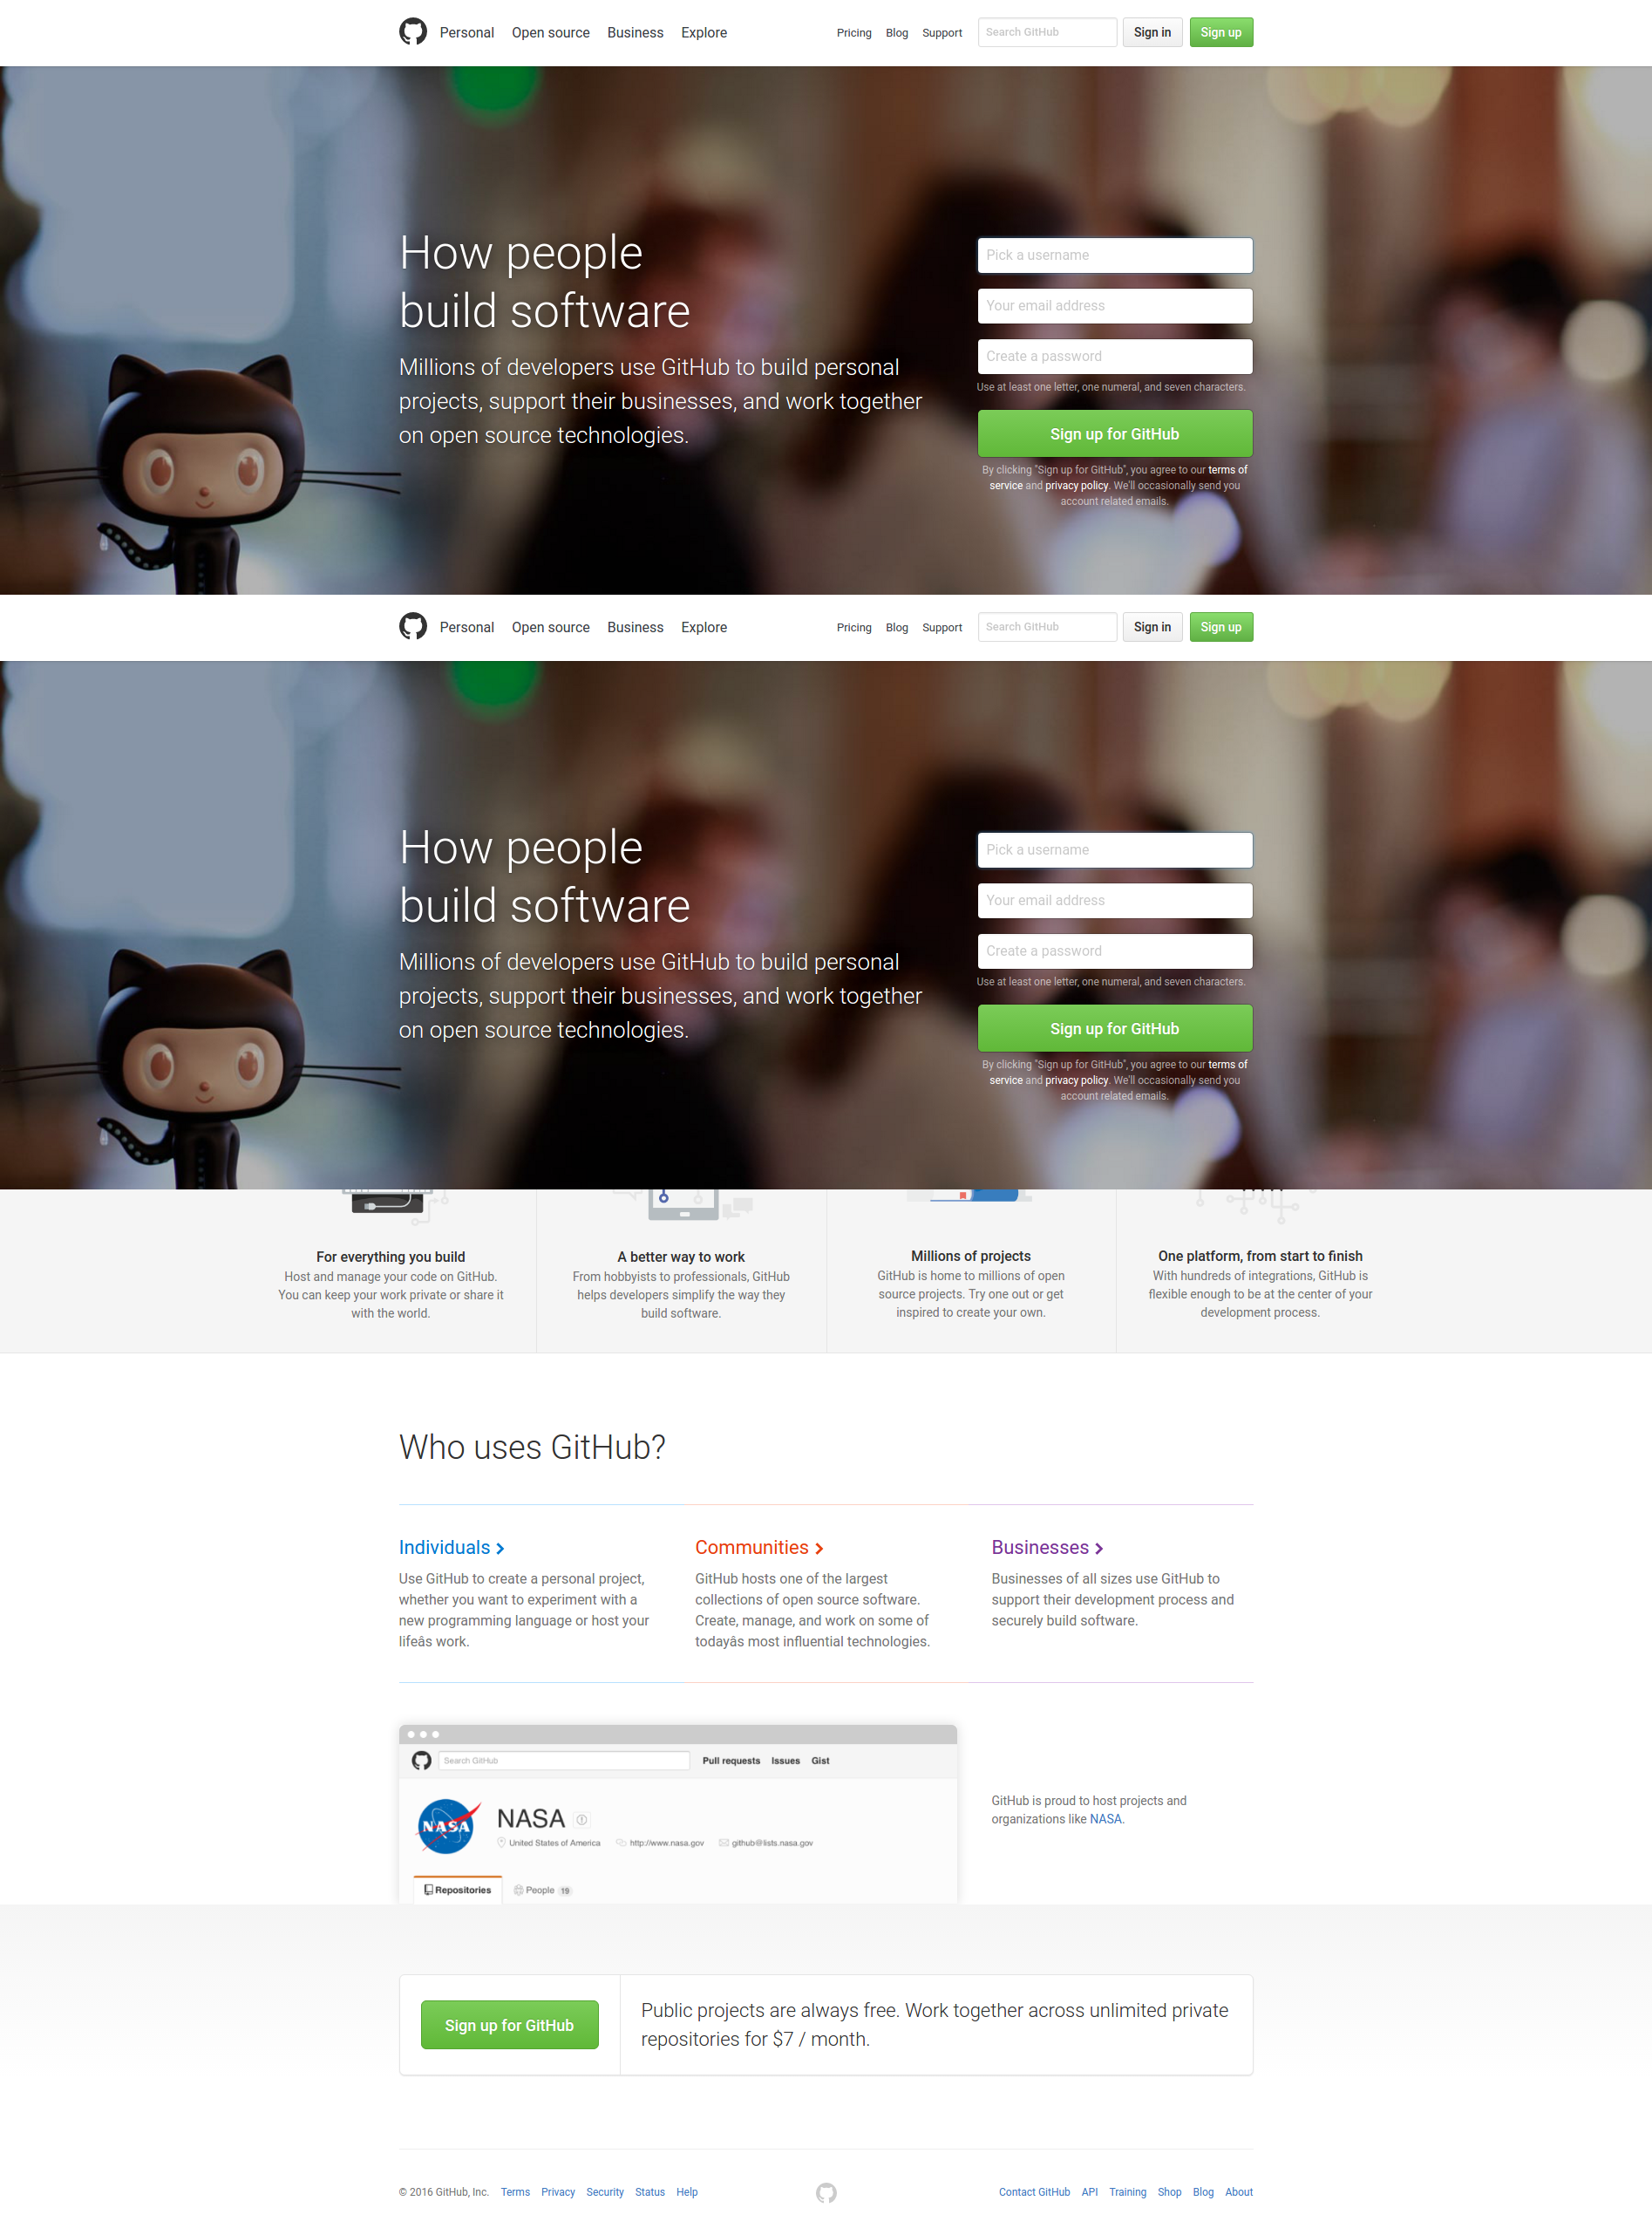 Personal Open source Business Explore Pricing Blog Support Search GitHub Sign in Sign up
How people
build software
Millions of developers use GitHub to build personal
projects, support their businesses, and work together
on open source technologies.
Pick a username
Your email address
Create a password
Use at least one letter, one numeral, and seven characters.
Sign up for GitHub
By clicking "Sign up for GitHub", you agree to our terms of
service and privacy policy. We'll occasionally send you
account related emails.
Personal Open source Business Explore Pricing Blog Support Search GitHub Sign in Sign up
How people
build software
Millions of developers use GitHub to build personal
projects, support their businesses, and work together
on open source technologies.
Pick a username
Your email address
Create a password
Use at least one letter, one numeral, and seven characters.
Sign up for GitHub
By clicking "Sign up for GitHub", you agree to our terms of
service and privacy policy. We'll occasionally send you
account related emails.
For everything you build
Host and manage your code on GitHub.
You can keep your work private or share it
with the world.
A better way to work
From hobbyists to professionals, GitHub
helps developers simplify the way they
build software.
Millions of projects
GitHub is home to millions of open
source projects. Try one out or get
inspired to create your own.
One platform, from start to finish
With hundreds of integrations, GitHub is
flexible enough to be at the center of your
development process.
Who uses GitHub?
Individuals
Use GitHub to create a personal project,
whether you want to experiment with a
new programming language or host your
lifeâs work.
Communities
GitHub hosts one of the largest
collections of open source software.
Create, manage, and work on some of
todayâs most influential technologies.
Businesses
Businesses of all sizes use GitHub to
support their development process and
securely build software.
Search GitHub Pull requests Issues Gist
NASA
NASA
United States of America http://www.nasa.gov github@lists.nasa.gov
Repositories People 19
GitHub is proud to host projects and
organizations like NASA.
Sign up for GitHub
Public projects are always free. Work together across unlimited private
repositories for $7 / month.
© 2016 GitHub, Inc. Terms Privacy Security Status Help Contact GitHub API Training Shop Blog About